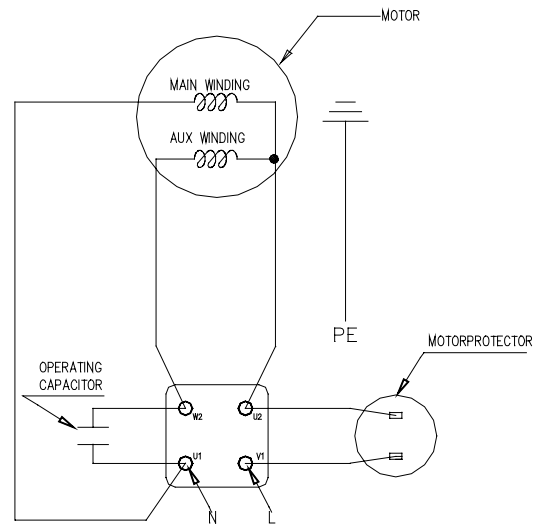 MOTOR
MAIN WINDING
AUX WINDING
PE
MOTORPROTECTOR
OPERATING
CAPACITOR
W2
U2
U1
V1
N
L